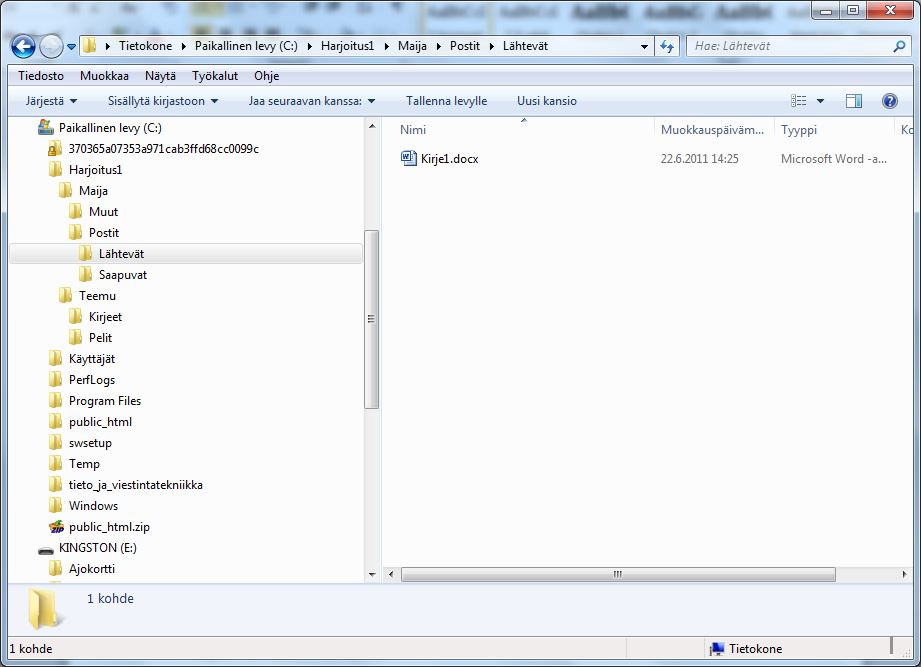 Tietokone Paikallinen levy (C:) Harjoitus1 Maija Postit Lähtevät
Hae: Lähtevät
Tiedosto Muokkaa Näytä Työkalut Ohje
Järjestä Sisällytä kirjastoon Jaa seuraavan kanssa: Tallenna levylle Uusi kansio
Paikallinen levy (C:)
370365a07353a971cab3ffd68cc0099c
Harjoitus1
Maija
Muut
Postit
Lähtevät
Saapuvat
Teemu
Kirjeet
Pelit
Käyttäjät
PerfLogs
Program Files
public_html
swsetup
Temp
tieto_ja_viestintatekniikka
Windows
public_html.zip
KINGSTON (E:)
Ajokortti
Nimi Muokkauspäiväm... Tyyppi Ko
Kirje1.docx 22.6.2011 14:25 Microsoft Word -a...
1 kohde
1 kohde Tietokone